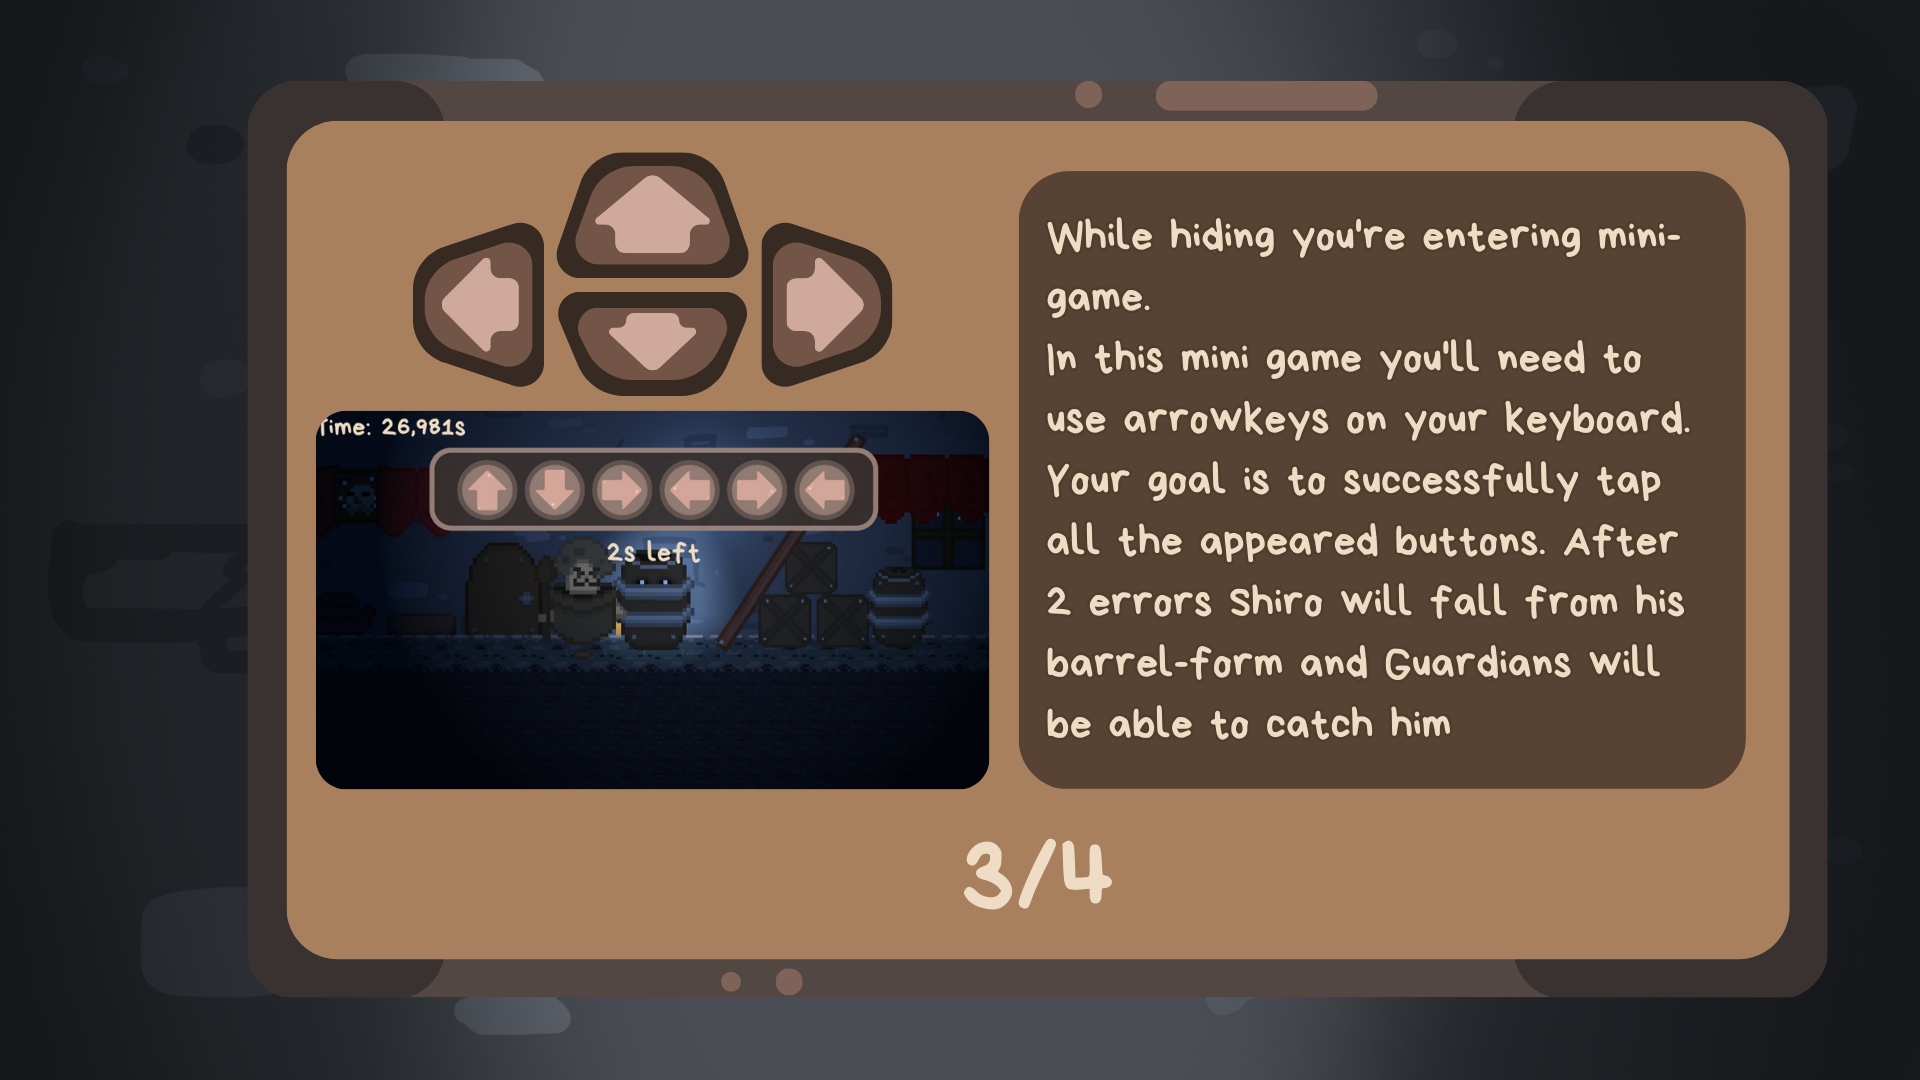 Time: 26,981s
2s left
While hiding you're entering mini-
game.
In this mini game you'll need to
use arrowkeys on your keyboard.
Your goal is to successfully tap
all the appeared buttons. After
2 errors Shiro will fall from his
barrel-form and Guardians will
be able to catch him
3/4